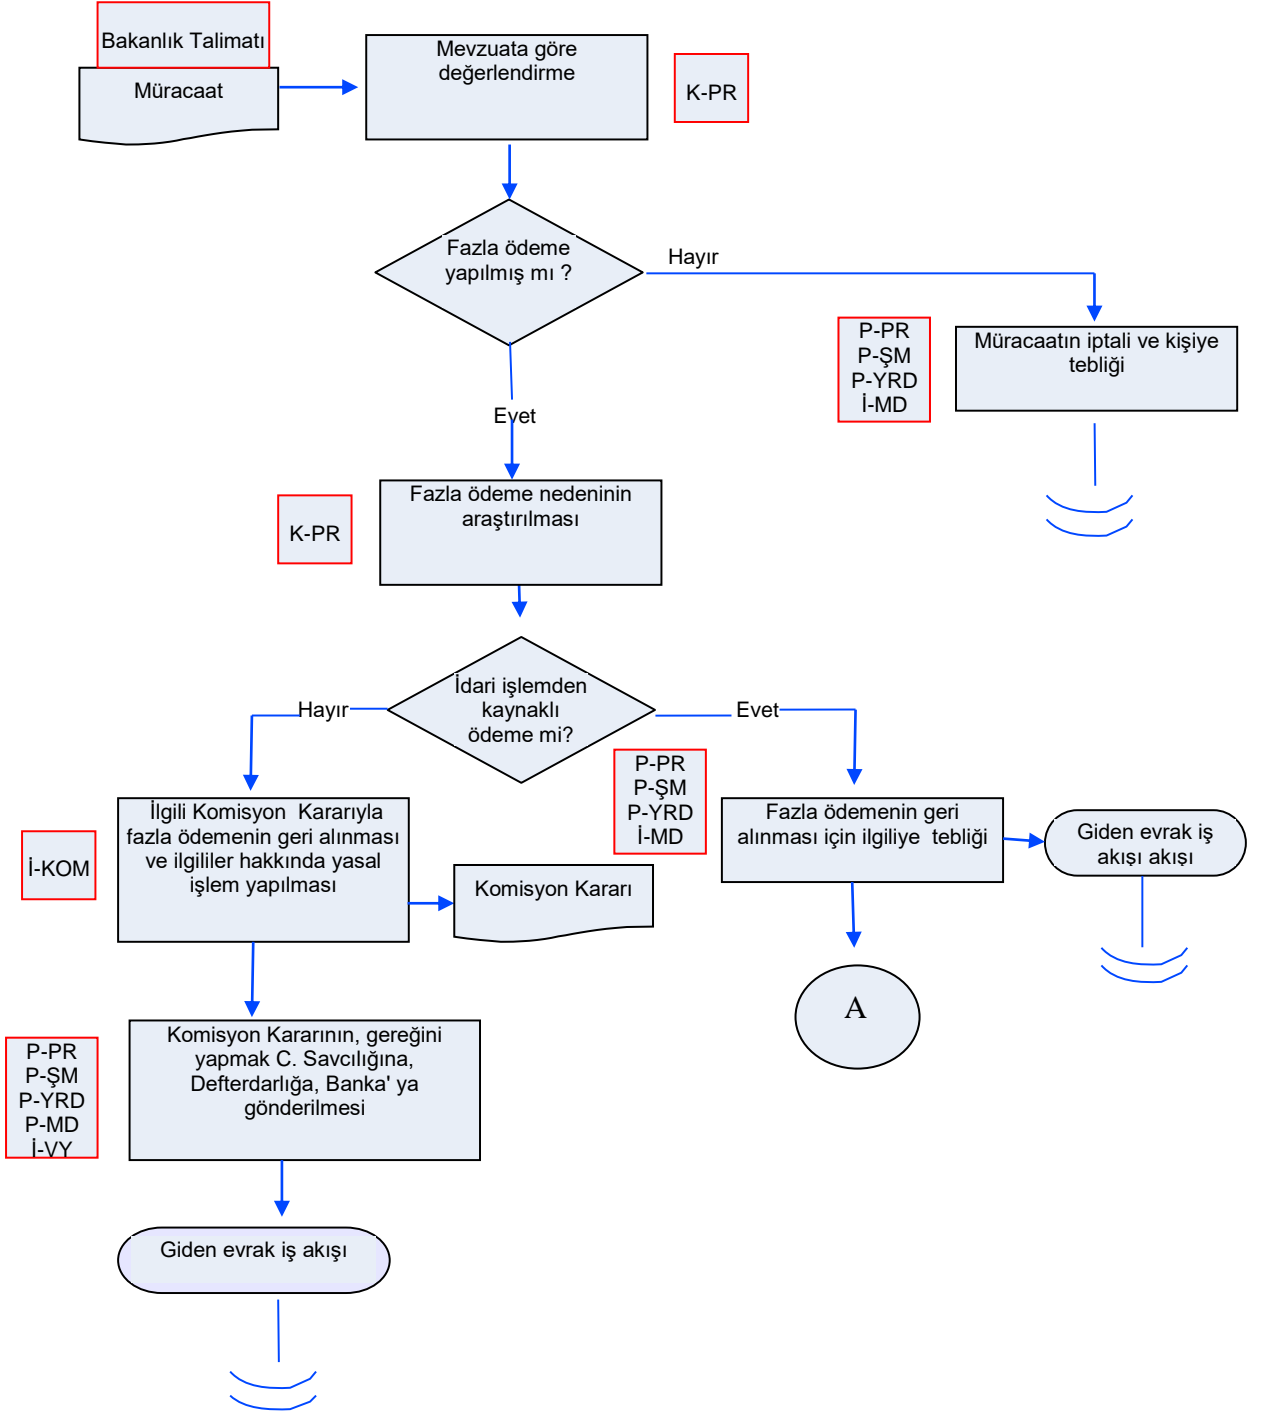 Bakanlık Talimatı
Müracaat
Mevzuata göre
değerlendirme
K-PR
Fazla ödeme
yapılmış mı ?
Hayır
P-PR
P-ŞM
P-YRD
İ-MD
Müracaatın iptali ve kişiye
tebliği
Evet
K-PR
Fazla ödeme nedeninin
araştırılması
İdari işlemden
kaynaklı
ödeme mi?
Hayır
Evet
P-PR
P-ŞM
P-YRD
İ-MD
İ-KOM
İlgili Komisyon  Kararıyla
fazla ödemenin geri alınması
ve ilgililer hakkında yasal
işlem yapılması
Komisyon Kararı
Fazla ödemenin geri
alınması için ilgiliye  tebliği
Giden evrak iş
akışı akışı
A
P-PR
P-ŞM
P-YRD
P-MD
İ-VY
Komisyon Kararının, gereğini
yapmak C. Savcılığına,
Defterdarlığa, Banka' ya
gönderilmesi
Giden evrak iş akışı